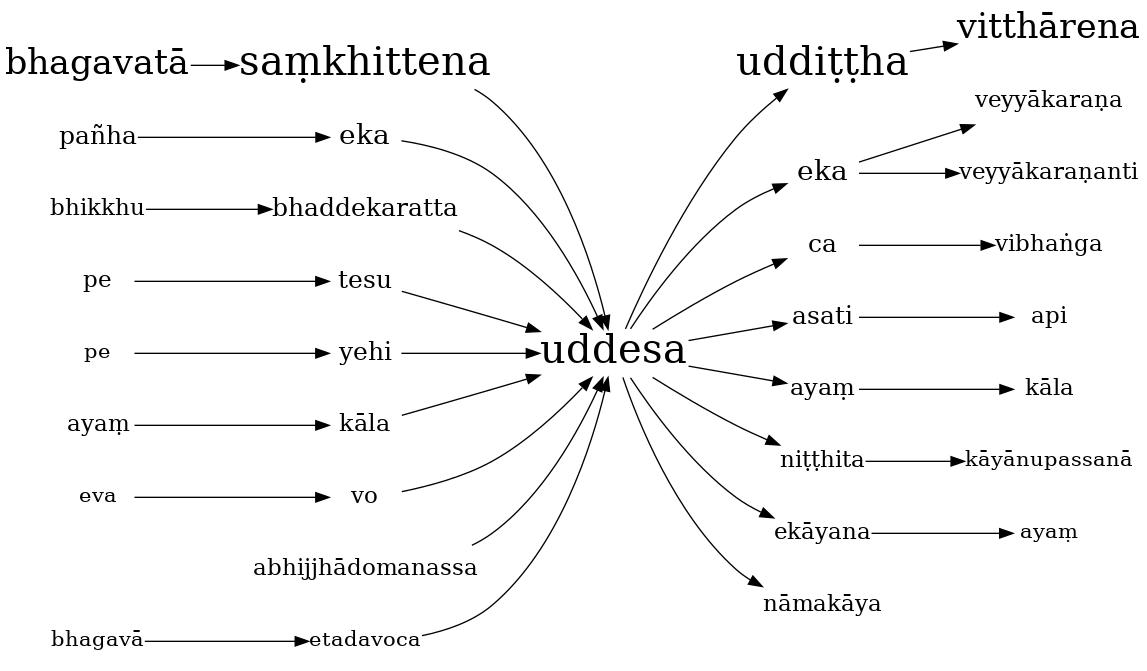 bhagavatā saṃkhittena uddiṭṭha vitthārena
veyyākaraṇa
pañha eka
eka veyyākaraṇanti
bhikkhu bhaddekaratta
ca vibhaṅga
pe tesu
asati api
pe yehi uddesa
ayaṃ kāla
ayaṃ kāla
niṭṭhita kāyānupassanā
eva vo
ekāyana ayaṃ
abhijjhādomanassa
nāmakāya
bhagavā etadavoca